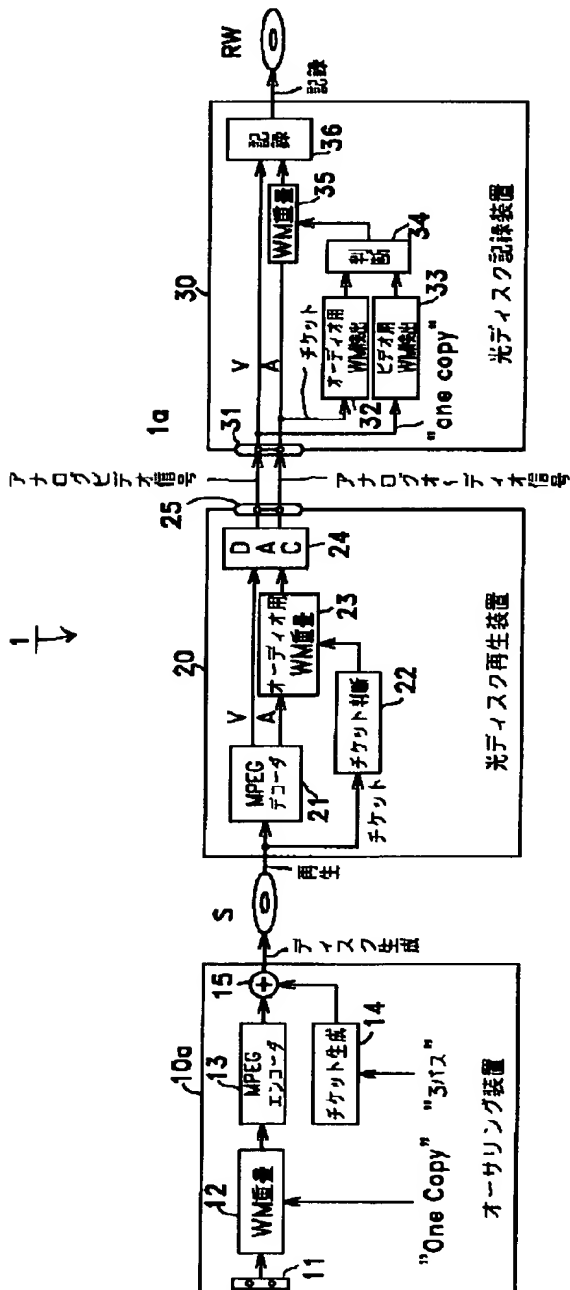 1
1a
10a
11
WM重畳
12
"One Copy"
MPEG
エンコーダ
13
チケット生成
14
"3パス"
15
オーサリング装置
ディスク生成
S
再生
20
MPEG
デコーダ
21
チケット
チケット判断
22
V
A
オーディオ用
WM重畳
23
DAC
24
25
光ディスク再生装置
アナログビデオ信号
アナログオーディオ信号
30
31
V
A
チケット
オーディオ用
WM検出
32
ビデオ用
WM検出
33
"one copy"
判断
34
WM重畳
35
記録
36
光ディスク記録装置
記録
RW